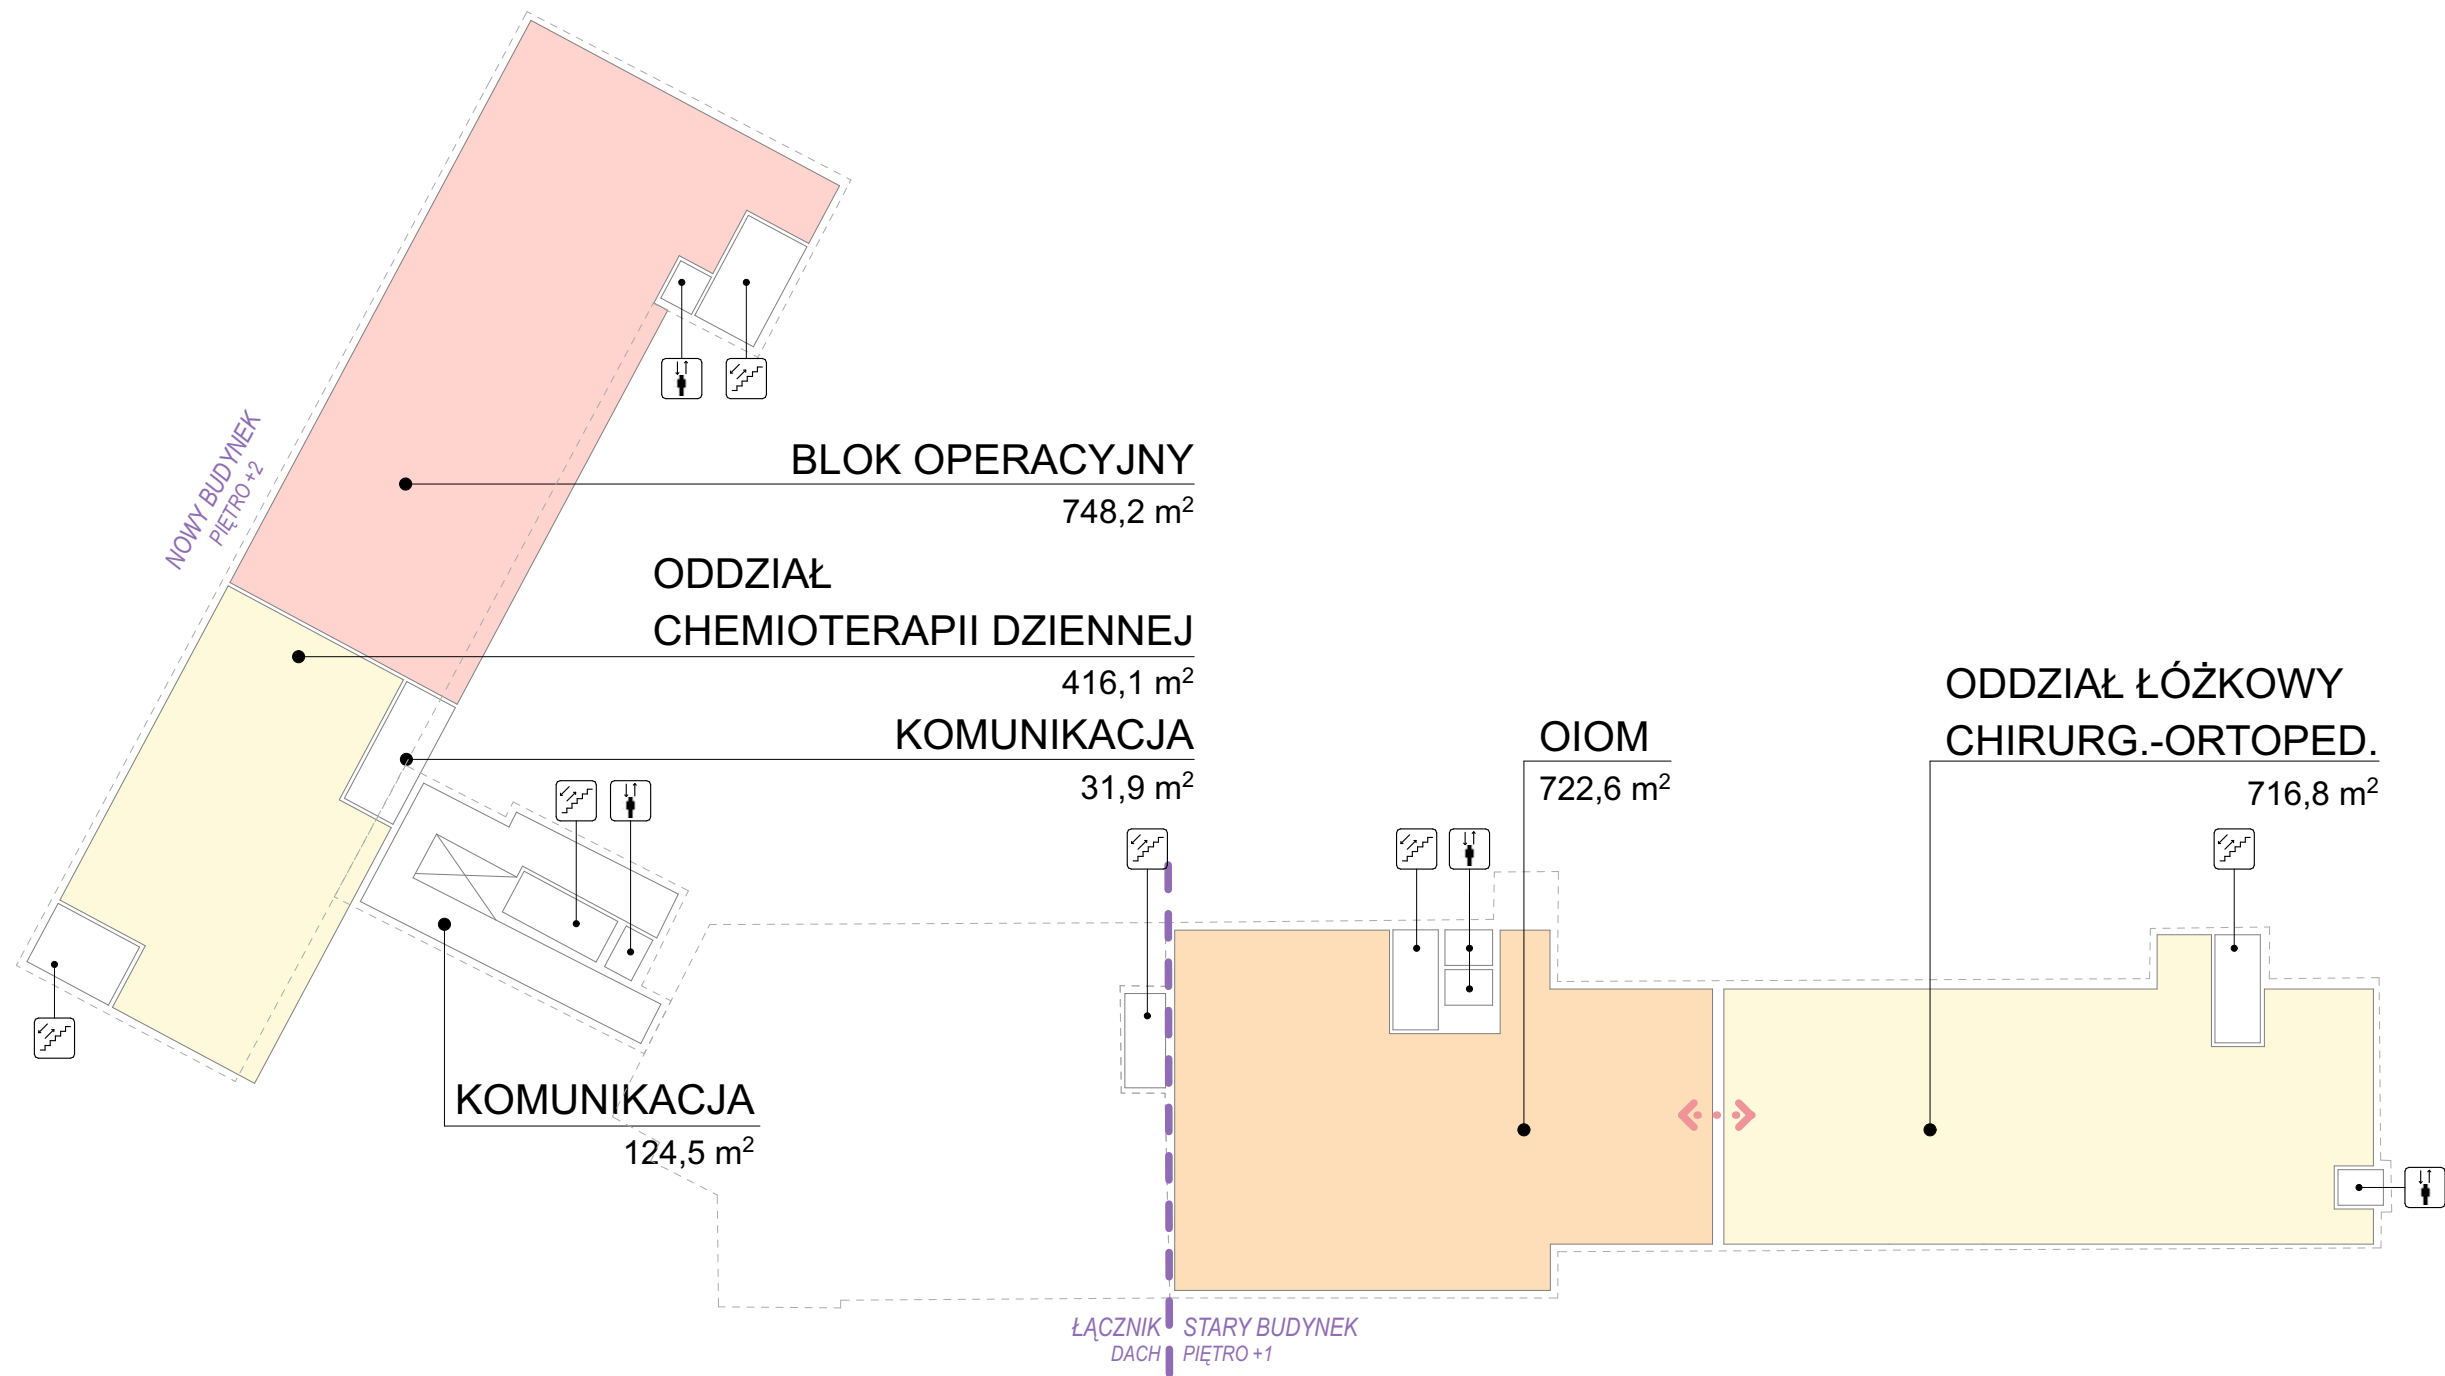 NOWY BUDYNEK
PIĘTRO +2
BLOK OPERACYJNY
748,2 m²
ODDZIAŁ
CHEMIOTERAPII DZIENNEJ
416,1 m²
KOMUNIKACJA
31,9 m²
OIOM
722,6 m²
ODDZIAŁ ŁÓŻKOWY
CHIRURG.-ORTOPED.
716,8 m²
KOMUNIKACJA
124,5 m²
ŁĄCZNIK
DACH
STARY BUDYNEK
PIĘTRO +1